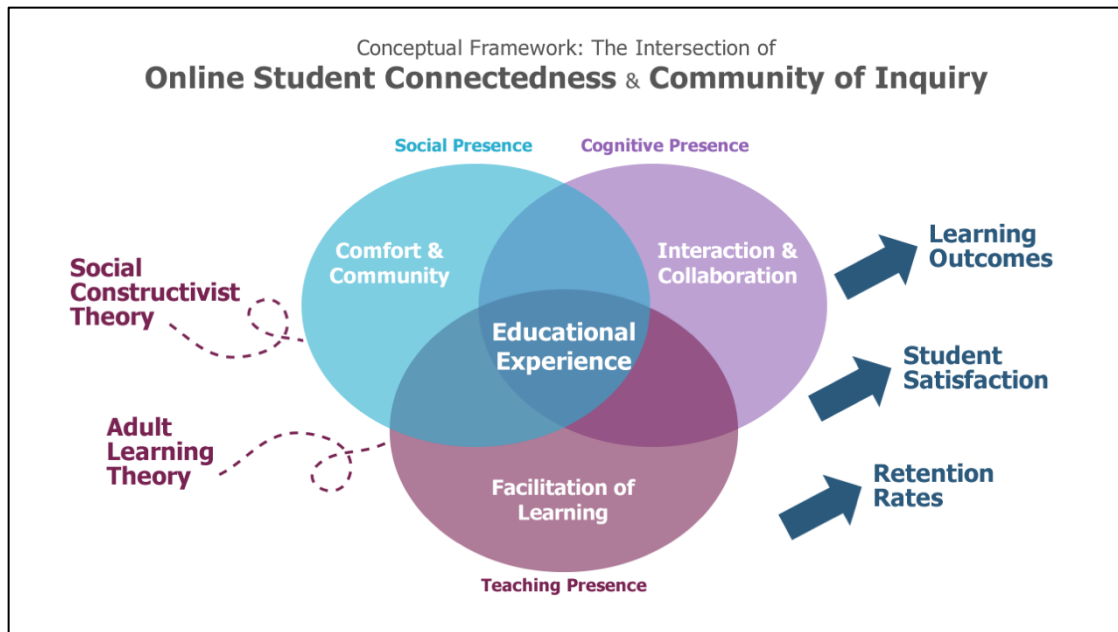 Conceptual Framework: The Intersection of
Online Student Connectedness & Community of Inquiry
Social Presence
Cognitive Presence
Comfort &
Community
Interaction &
Collaboration
Educational
Experience
Facilitation of
Learning
Teaching Presence
Social
Constructivist
Theory
Adult
Learning
Theory
Learning
Outcomes
Student
Satisfaction
Retention
Rates